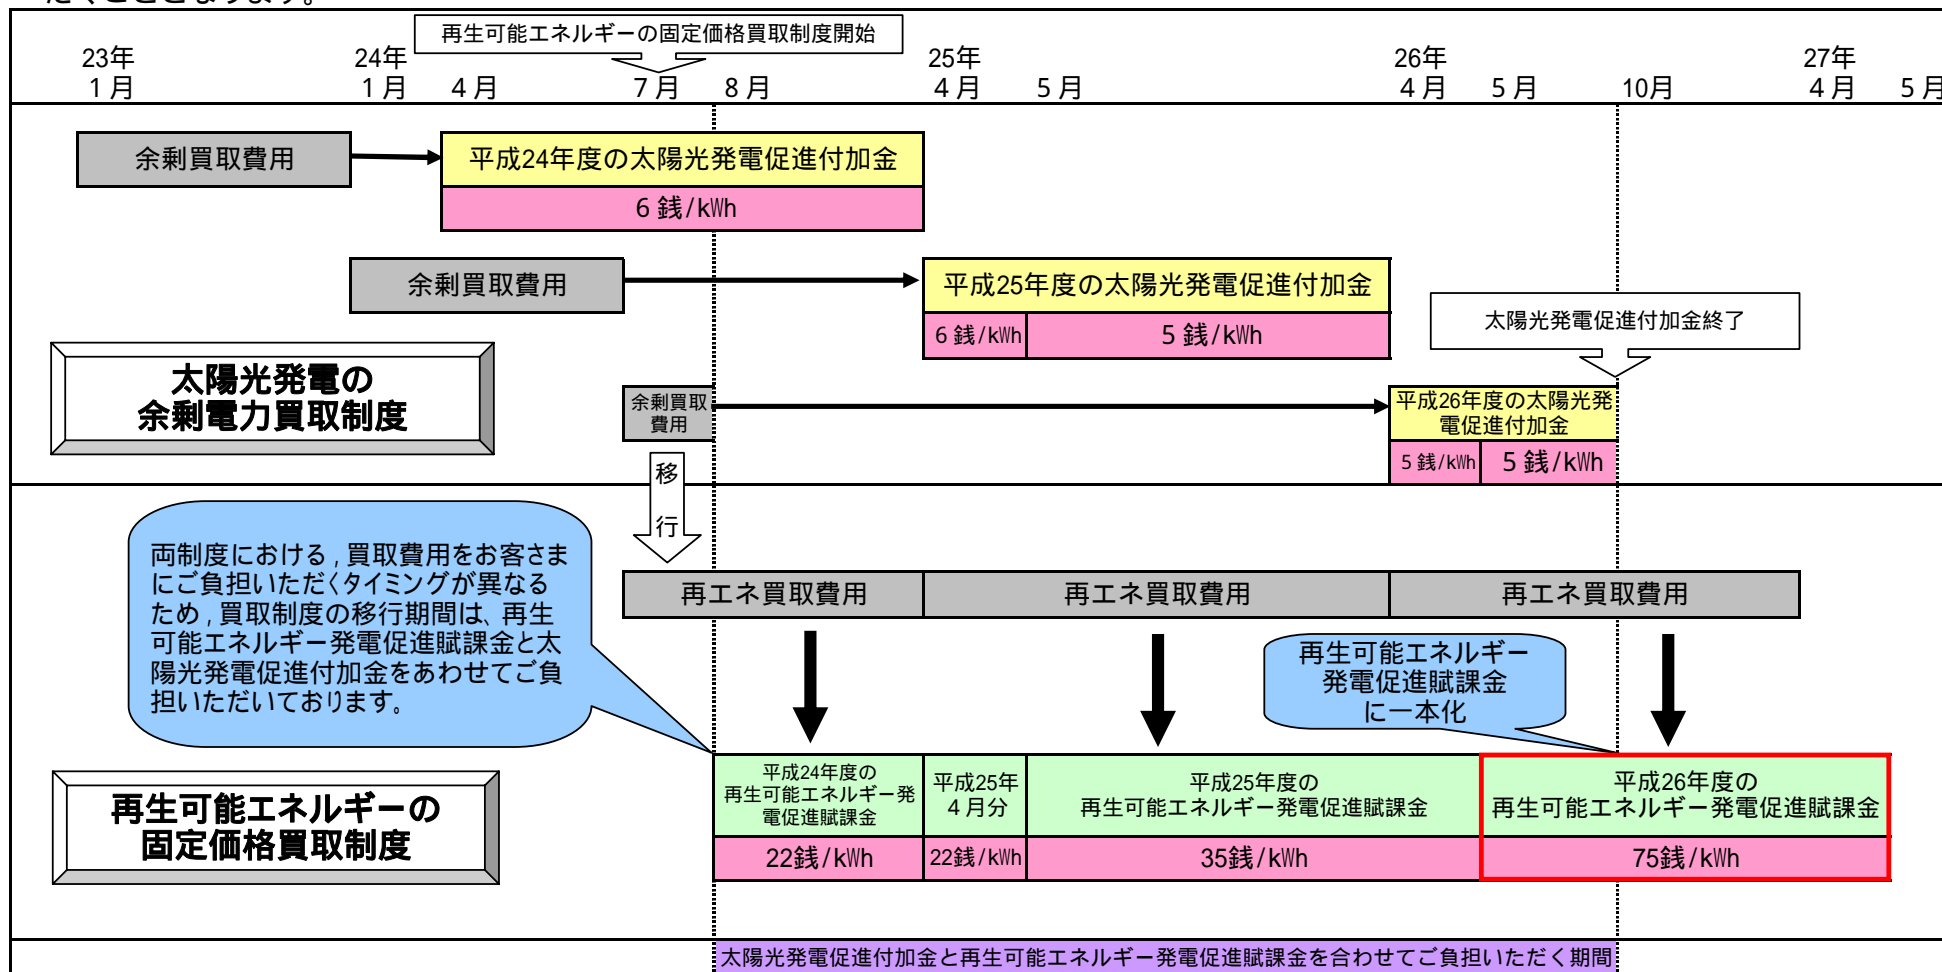 だくこととなります。
再生可能エネルギーの固定価格買取制度開始
23年
24年
25年
26年
27年
1月
1月
4月
7月
8月
4月
5月
4月
5月
10月
4月
5月
余剰買取費用
平成24年度の太陽光発電促進付加金
6銭/kWh
余剰買取費用
平成25年度の太陽光発電促進付加金
6銭/kWh
5銭/kWh
太陽光発電促進付加金終了
太陽光発電の
余剰電力買取制度
余剰買取
費用
平成26年度の太陽光発
電促進付加金
5銭/kWh
5銭/kWh
移
行
両制度における,買取費用をお客さま
にご負担いただくタイミングが異なる
ため,買取制度の移行期間は、再生
可能エネルギー発電促進賦課金と太
陽光発電促進付加金をあわせてご負
担いただいております。
再エネ買取費用
再エネ買取費用
再エネ買取費用
再生可能エネルギー
発電促進賦課金
に一本化
再生可能エネルギーの
固定価格買取制度
平成24年度の
再生可能エネルギー発
電促進賦課金
22銭/kWh
平成25年
4月分
22銭/kWh
平成25年度の
再生可能エネルギー発電促進賦課金
35銭/kWh
平成26年度の
再生可能エネルギー発電促進賦課金
75銭/kWh
太陽光発電促進付加金と再生可能エネルギー発電促進賦課金を合わせてご負担いただく期間